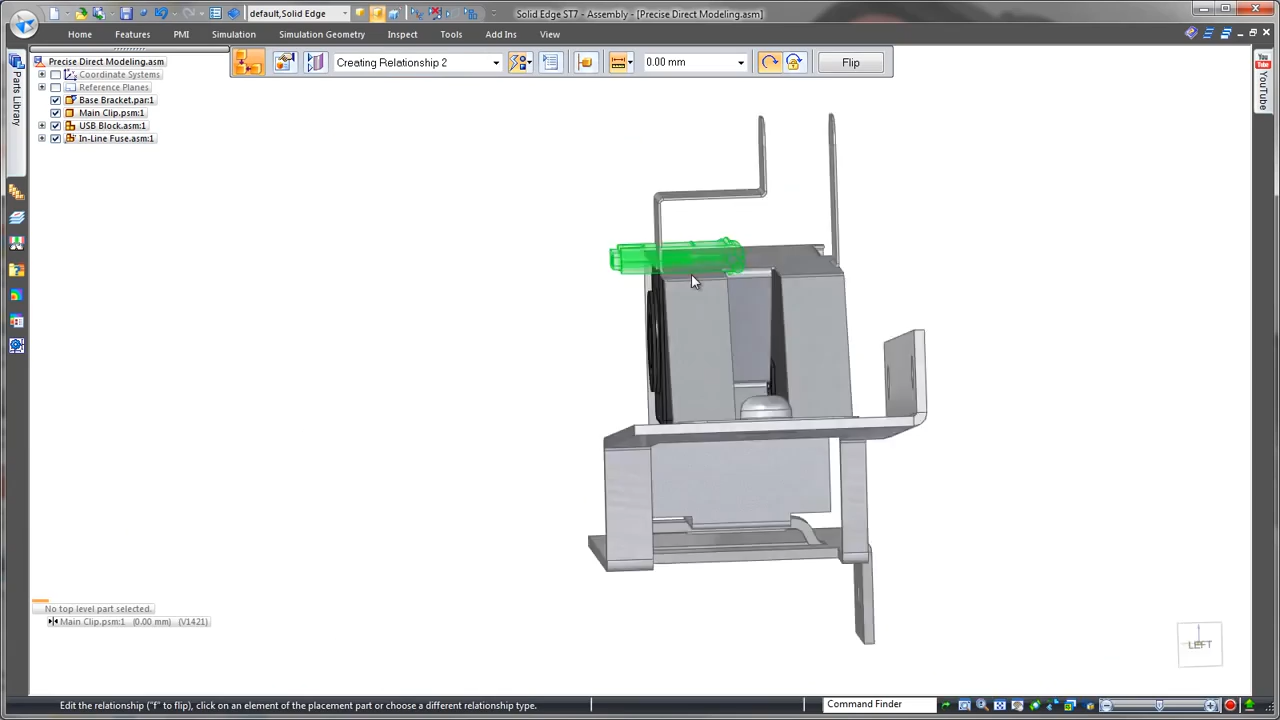 default,Solid Edge
Solid Edge ST7 - Assembly - [Precise Direct Modeling.asm]
Home Features PMI Simulation Simulation Geometry Inspect Tools Add Ins View
Precise Direct Modeling.asm
Creating Relationship 2
0.00 mm
Flip
Coordinate Systems
Reference Planes
Base Bracket.par:1
Main Clip.psm:1
USB Block.asm:1
In-Line Fuse.asm:1
Parts Library
You Tube
YouTube
No top level part selected.
Main Clip.psm:1 (0.00 mm) (V1421)
LEFT
Edit the relationship ("f" to flip), click on an element of the placement part or choose a different relationship type.
Command Finder